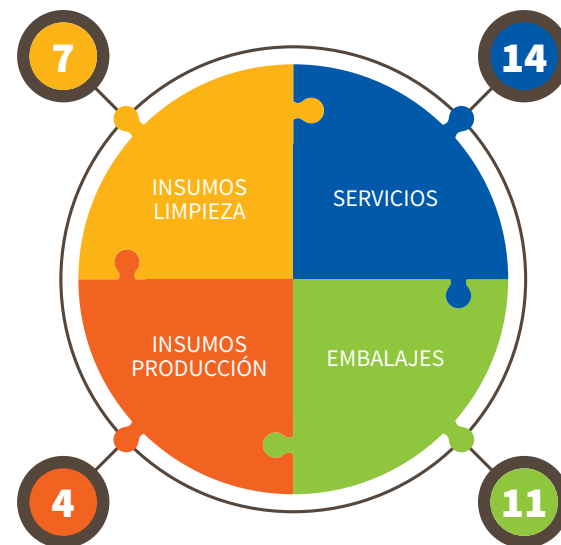 7
14
INSUMOS
LIMPIEZA
SERVICIOS
INSUMOS
PRODUCCIÓN
EMBALAJES
4
11